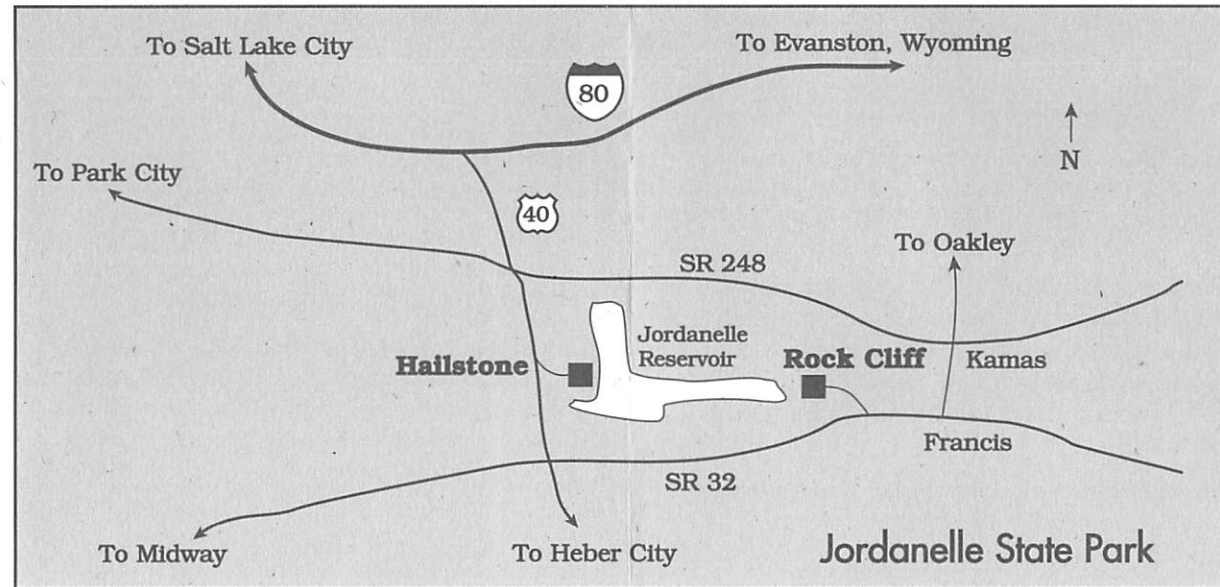 To Salt Lake City
To Evanston, Wyoming
80
N
To Park City
40
To Oakley
SR 248
Jordanelle
Reservoir
Hailstone
Rock Cliff
Kamas
Francis
SR 32
To Midway
To Heber City
Jordanelle State Park